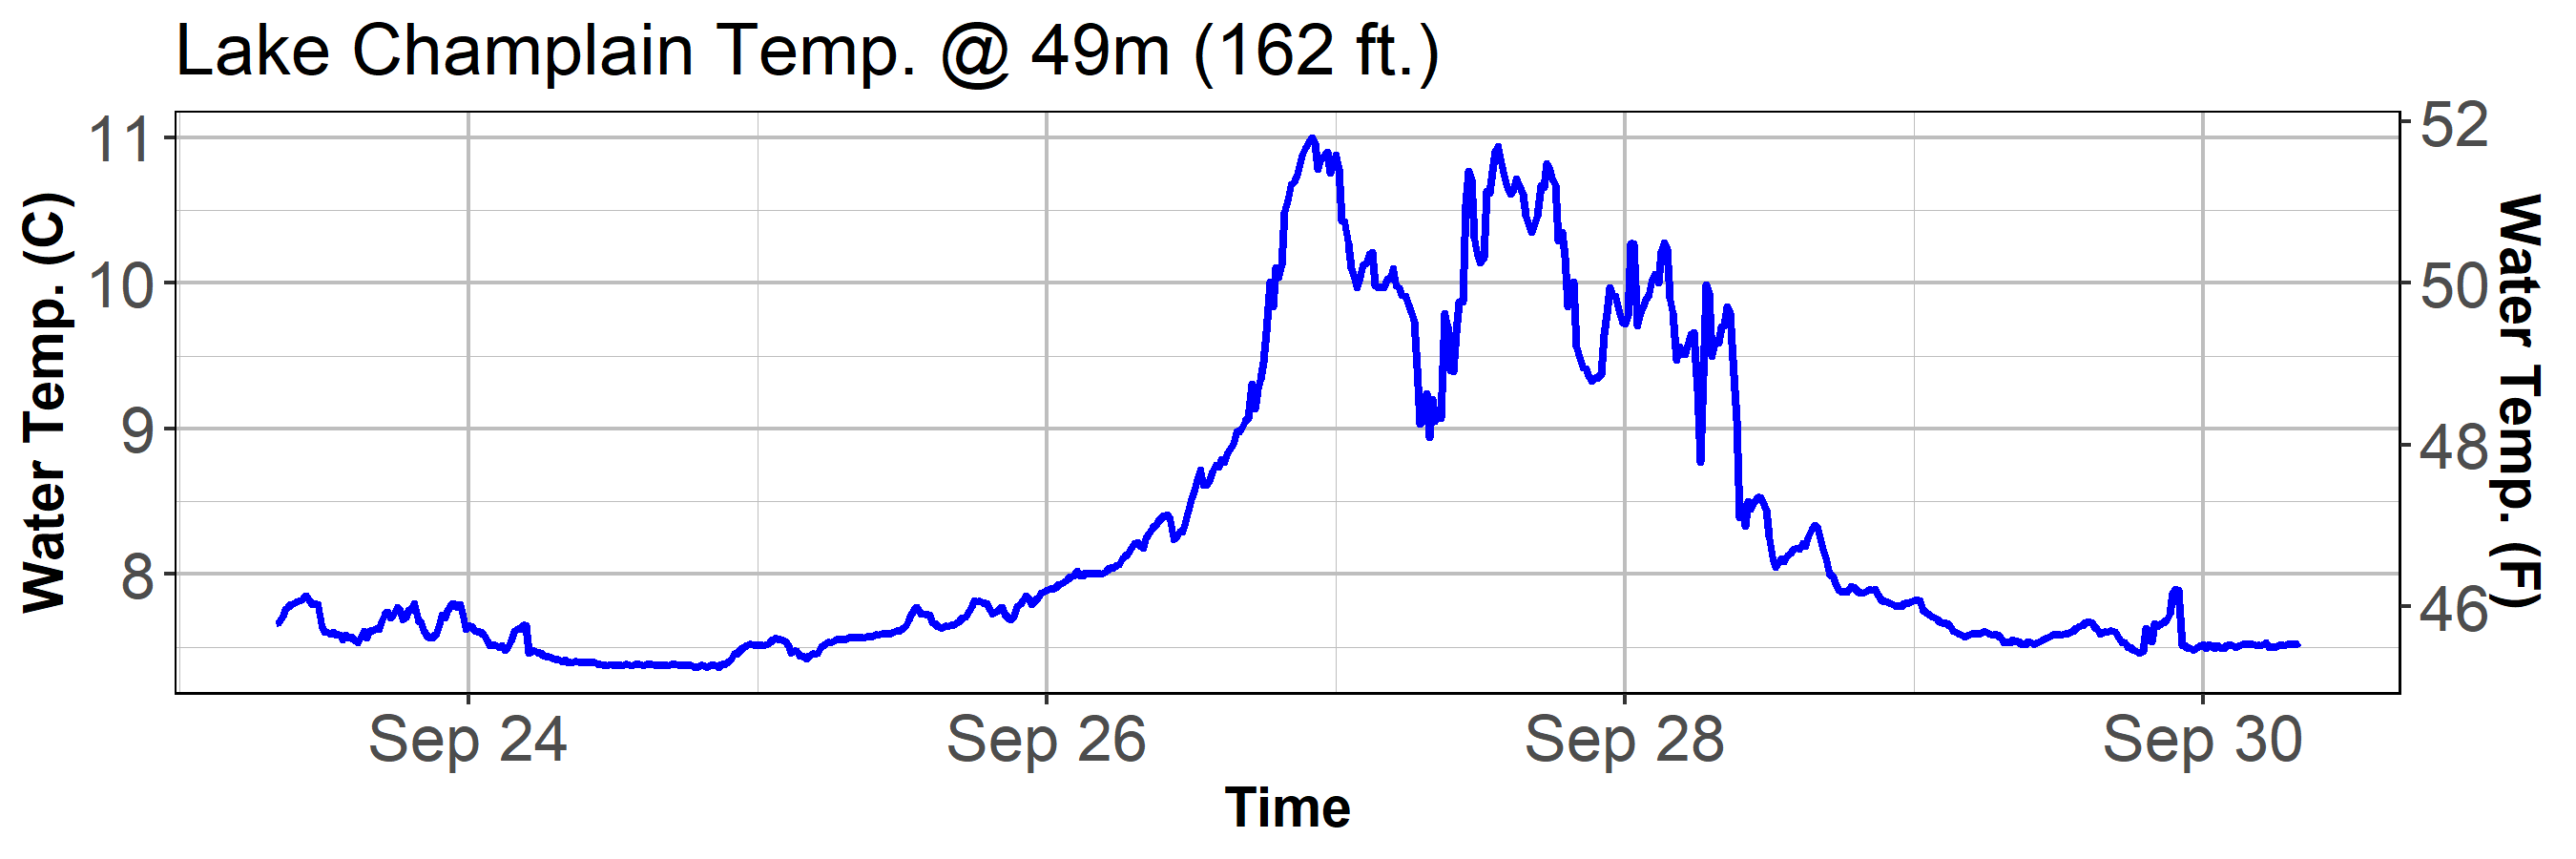 Lake Champlain Temp. @ 49m (162 ft.)
Water Temp. (C)
11
10
9
8
52
50
48
46
Water Temp. (F)
Sep 24
Sep 26
Sep 28
Sep 30
Time